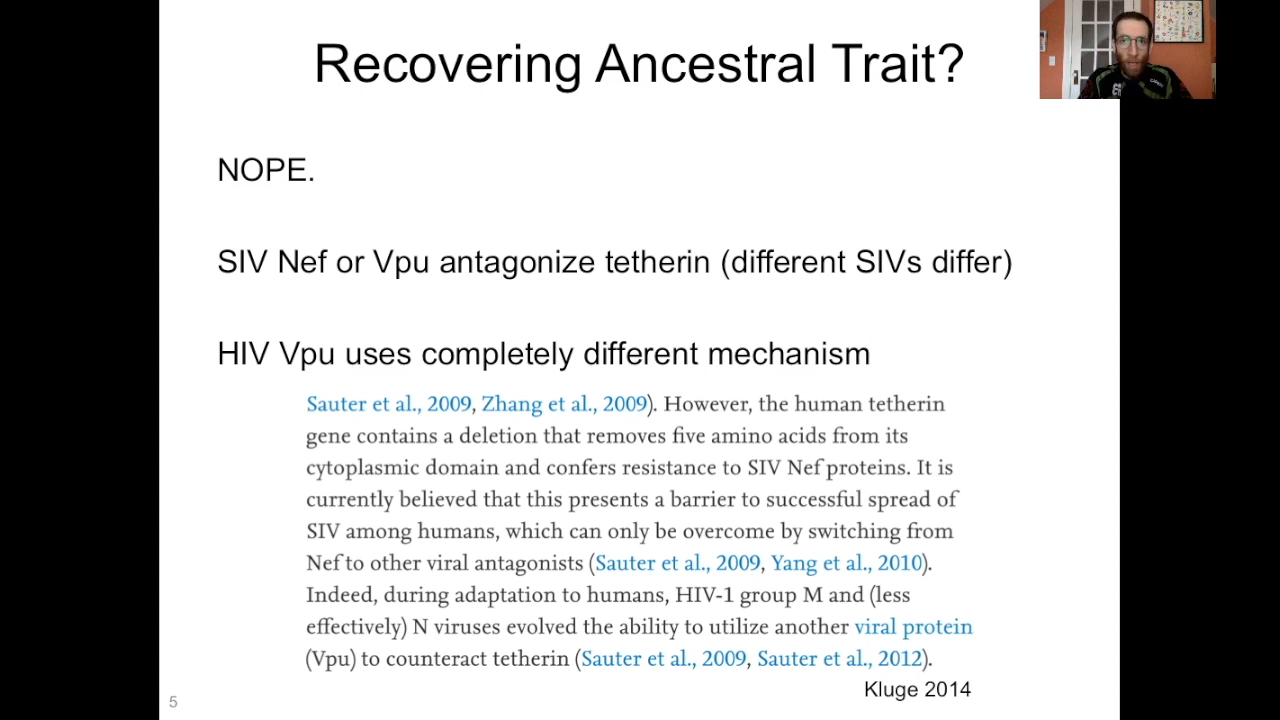 Recovering Ancestral Trait?
NOPE.
SIV Nef or Vpu antagonize tetherin (different SIVs differ)
HIV Vpu uses completely different mechanism
Sauter et al., 2009, Zhang et al., 2009). However, the human tetherin
gene contains a deletion that removes five amino acids from its
cytoplasmic domain and confers resistance to SIV Nef proteins. It is
currently believed that this presents a barrier to successful spread of
SIV among humans, which can only be overcome by switching from
Nef to other viral antagonists (Sauter et al., 2009, Yang et al., 2010).
Indeed, during adaptation to humans, HIV-1 group M and (less
effectively) N viruses evolved the ability to utilize another viral protein
(Vpu) to counteract tetherin (Sauter et al., 2009, Sauter et al., 2012).
Kluge 2014
5